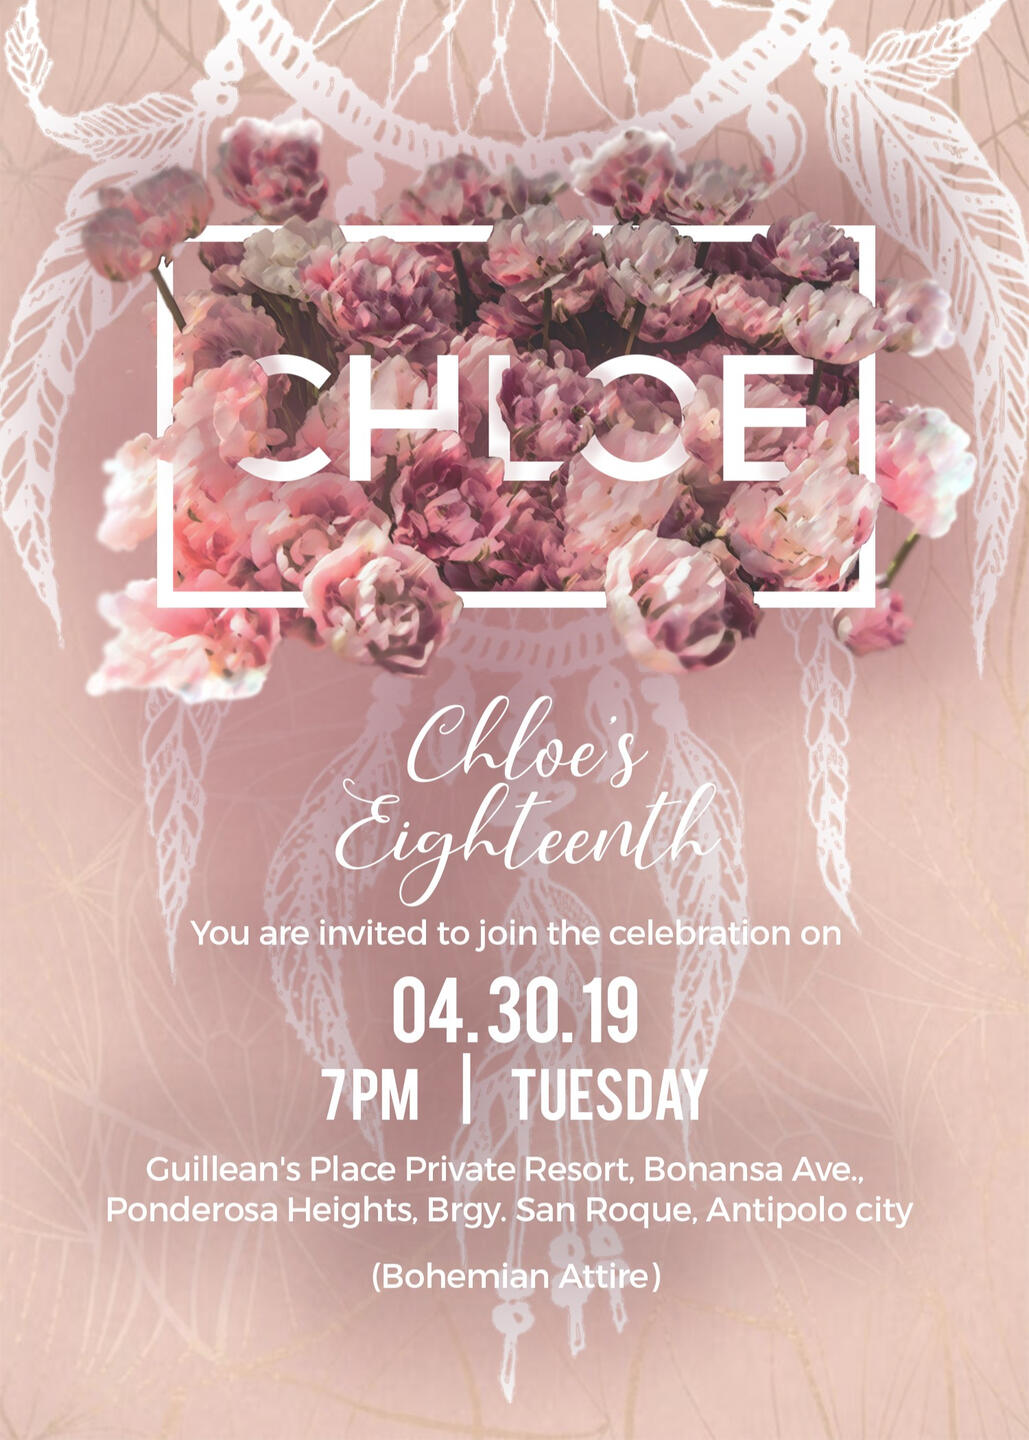 CHLOE
Chloe's
Eighteenth
You are invited to join the celebration on
04.30.19
7PM | TUESDAY
Guillean's Place Private Resort, Bonansa Ave.,
Ponderosa Heights, Brgy. San Roque, Antipolo city
(Bohemian Attire)